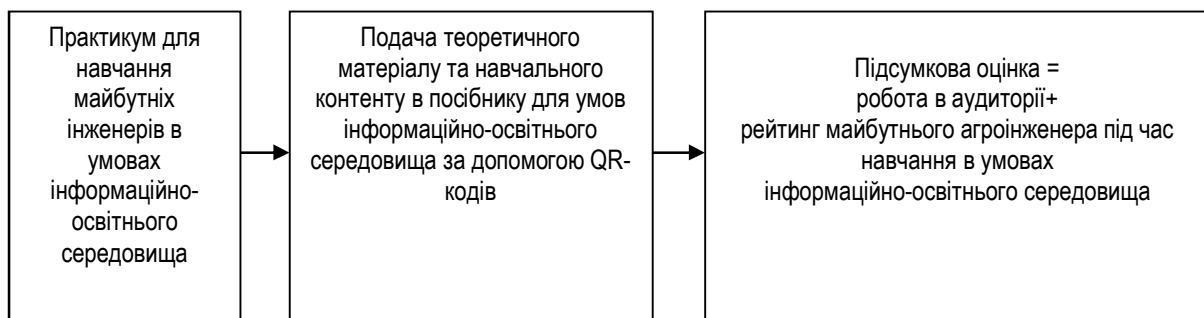 Практикум для
навчання
майбутніх
інженерів в
умовах
інформаційно-
освітнього
середовища
Подача теоретичного
матеріалу та навчального
контенту в посібнику для умов
інформаційно-освітнього
середовища за допомогою QR-
кодів
Підсумкова оцінка =
робота в аудиторії+
рейтинг майбутнього агроінженера під час
навчання в умовах
інформаційно-освітнього середовища